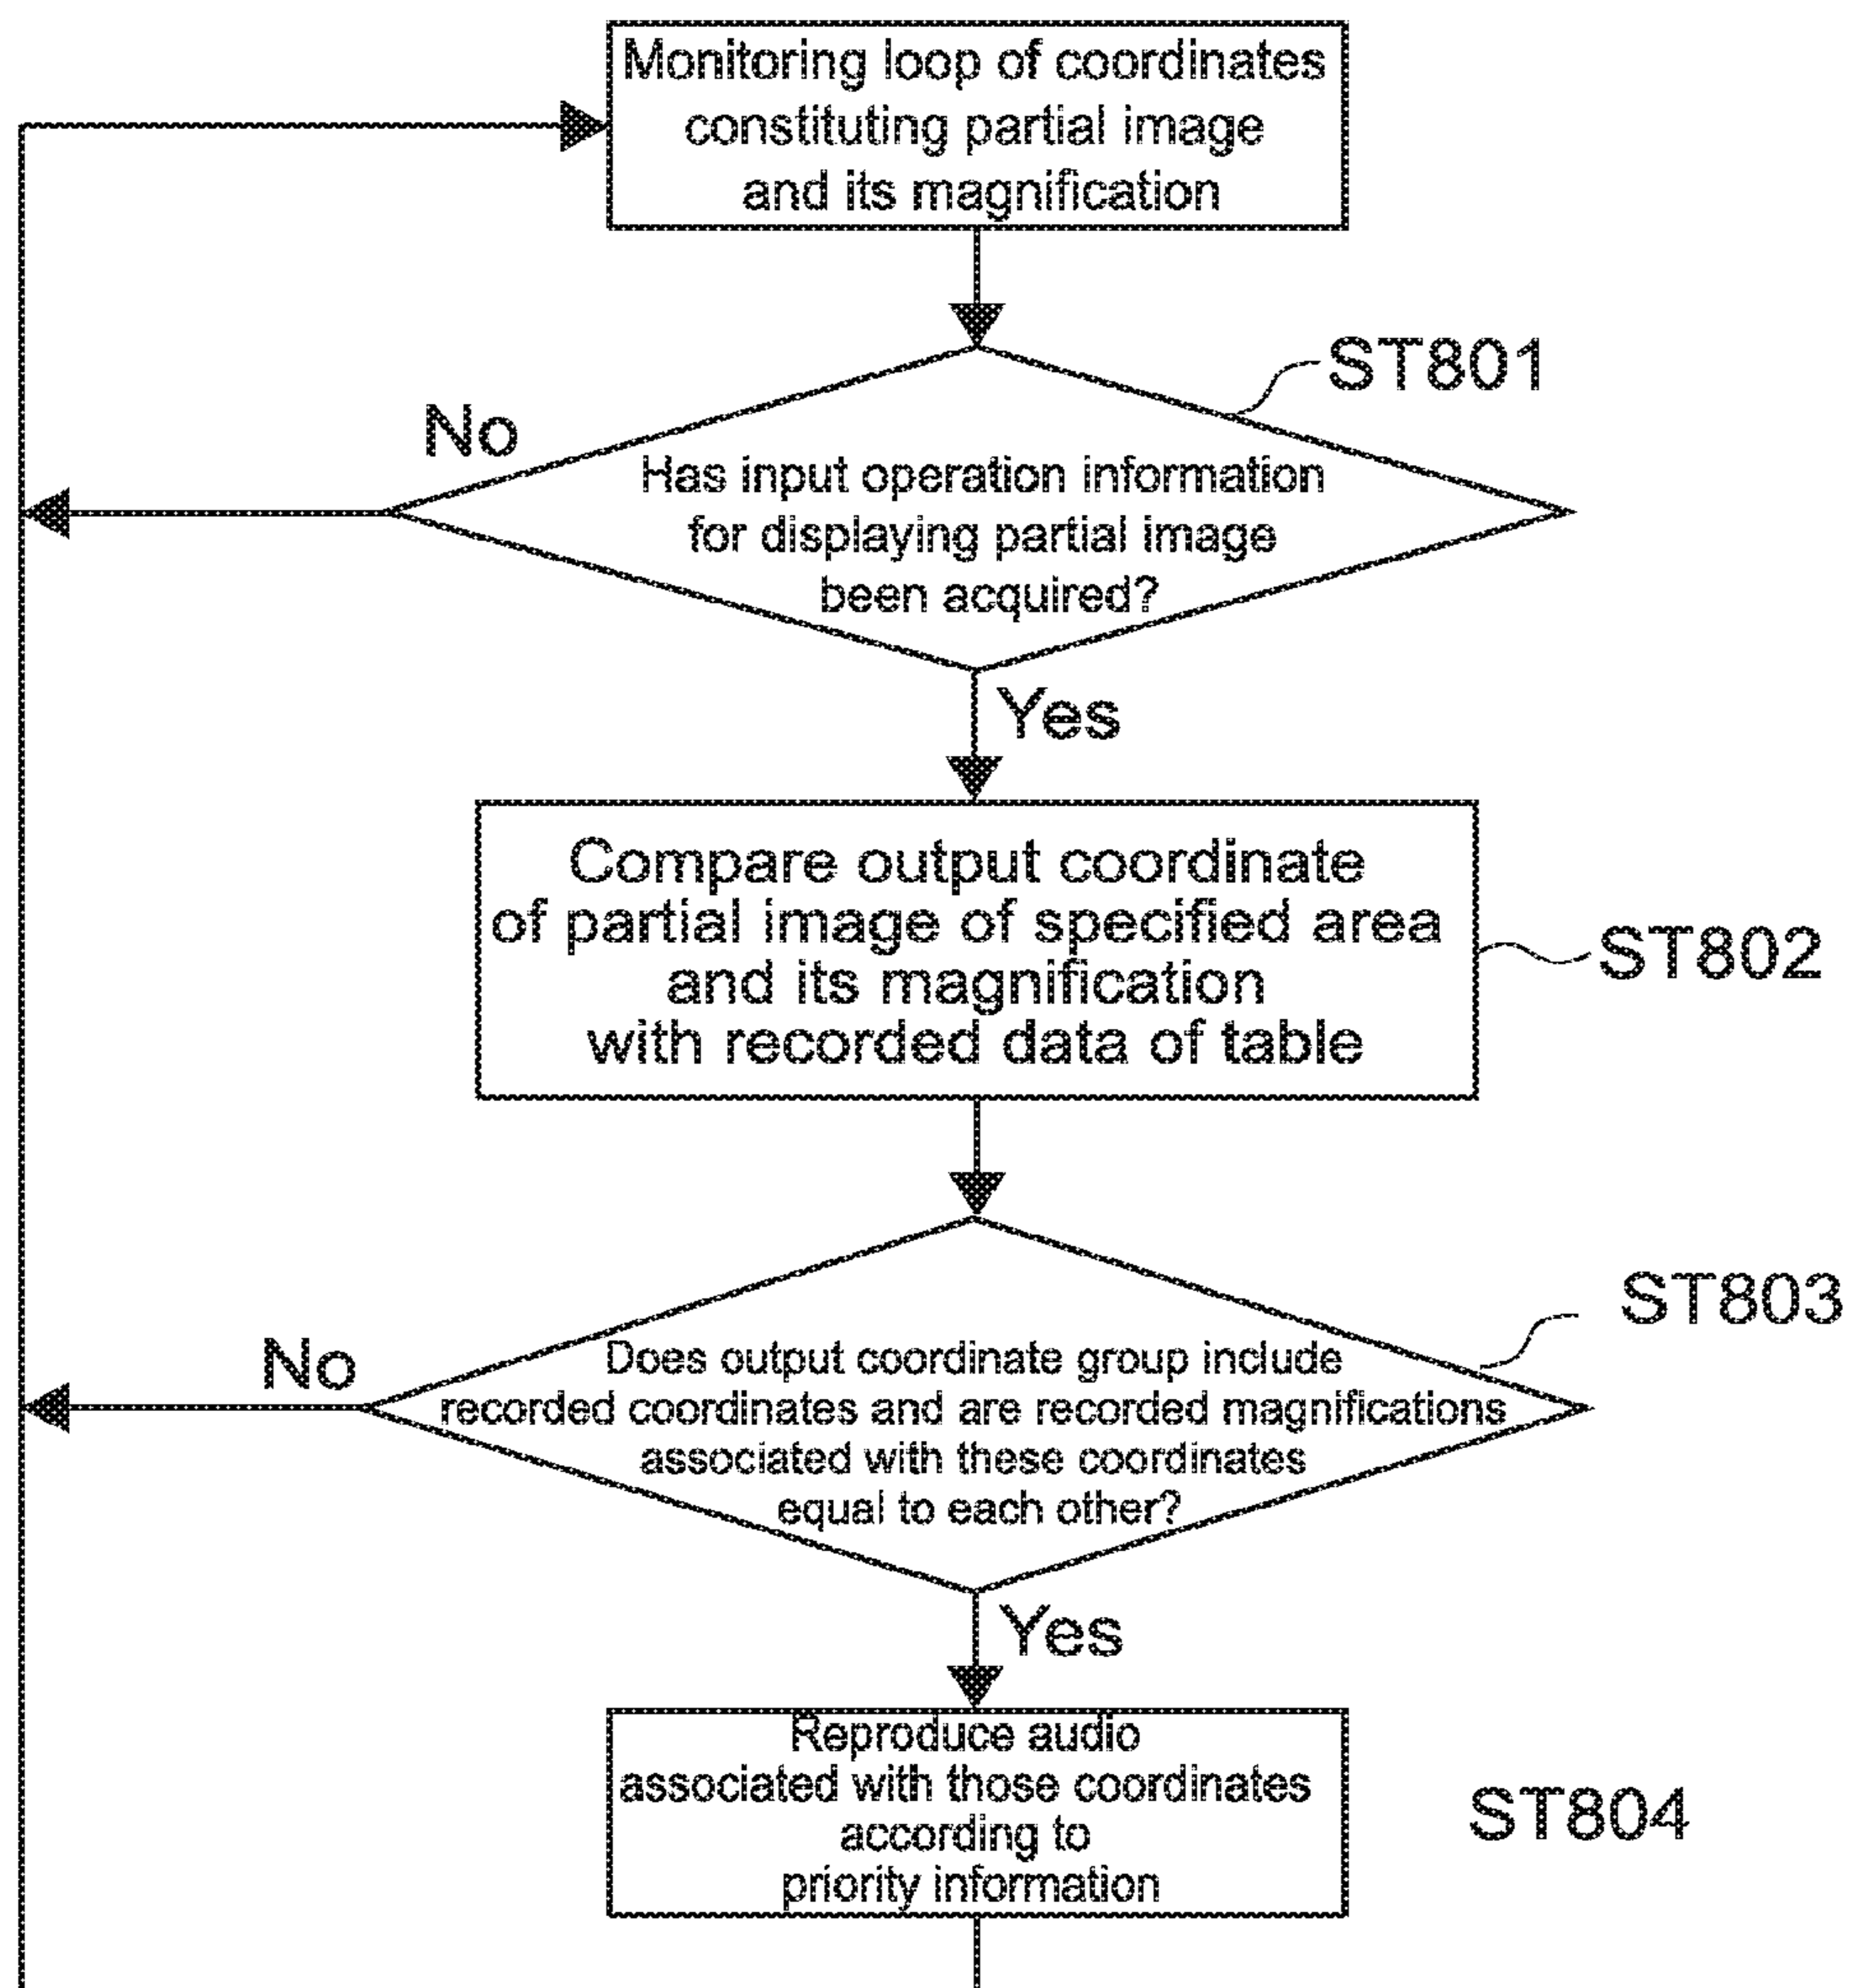 Monitoring loop of coordinates
constituting partial image
and its magnification
ST801
No
Has input operation information
for displaying partial image
been acquired?
Yes
Compare output coordinate
of partial image of specified area
and its magnification
with recorded data of table
ST802
ST803
No
Does output coordinate group include
recorded coordinates and are recorded magnifications
associated with these coordinates
equal to each other?
Yes
Reproduce audio
associated with those coordinates
according to
priority information
ST804